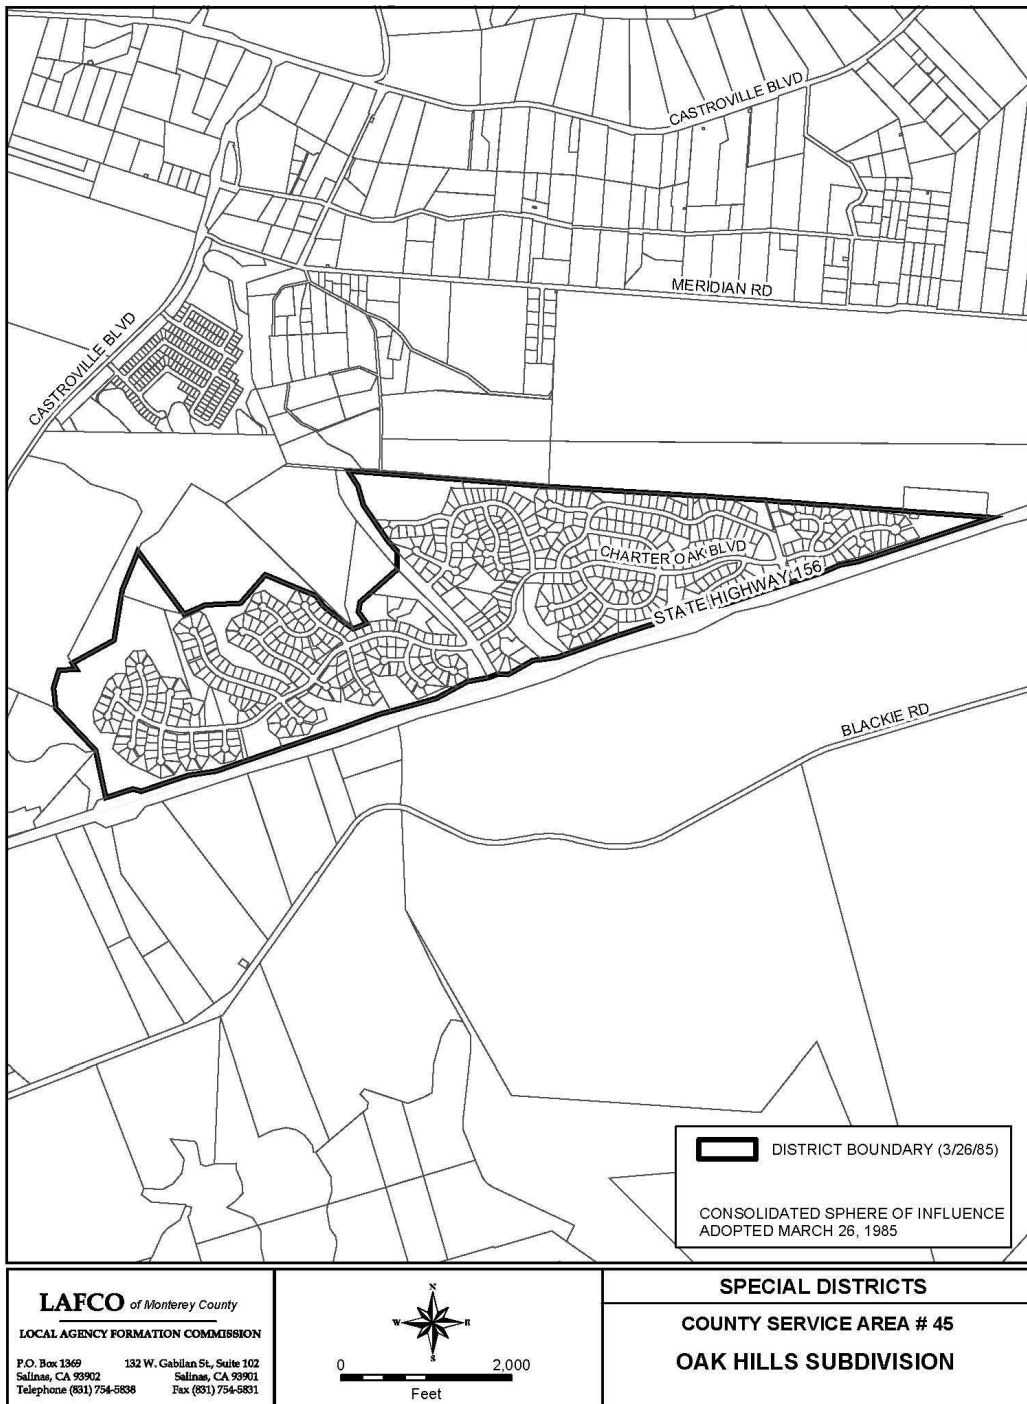 CASTROVILLE BLVD
MERIDIAN RD
CASTROVILLE BLVD
CHARTER OAK BLVD
STATE HIGHWAY 156
BLACKIE RD
DISTRICT BOUNDARY (3/26/85)
CONSOLIDATED SPHERE OF INFLUENCE
ADOPTED MARCH 26, 1985
LAFCO of Monterey County
LOCAL AGENCY FORMATION COMMISSION
P.O. Box 1369 132 W. Gabilan St., Suite 102
Salinas, CA 93902 Salinas, CA 93901
Telephone (831) 754-5838 Fax (831) 754-5831
N
W E
S
0 2,000
Feet
SPECIAL DISTRICTS
COUNTY SERVICE AREA # 45
OAK HILLS SUBDIVISION